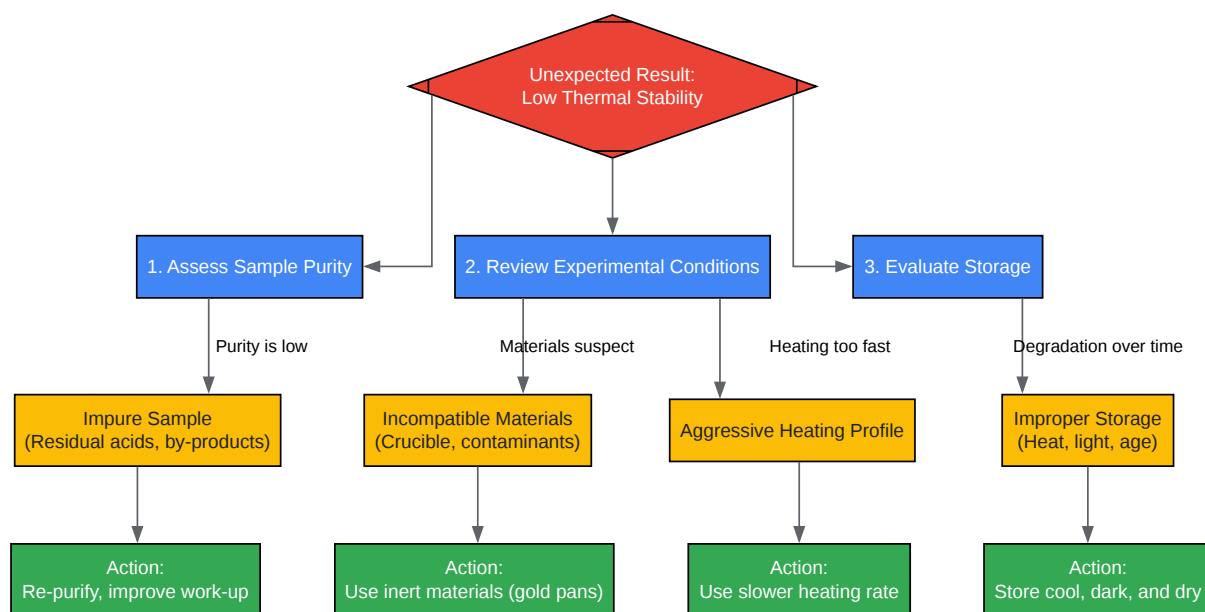 Unexpected Result:
Low Thermal Stability
1. Assess Sample Purity
2. Review Experimental Conditions
3. Evaluate Storage
Purity is low
Materials suspect
Heating too fast
Degradation over time
Impure Sample
(Residual acids, by-products)
Incompatible Materials
(Crucible, contaminants)
Aggressive Heating Profile
Improper Storage
(Heat, light, age)
Action:
Re-purify, improve work-up
Action:
Use inert materials (gold pans)
Action:
Use slower heating rate
Action:
Store cool, dark, and dry